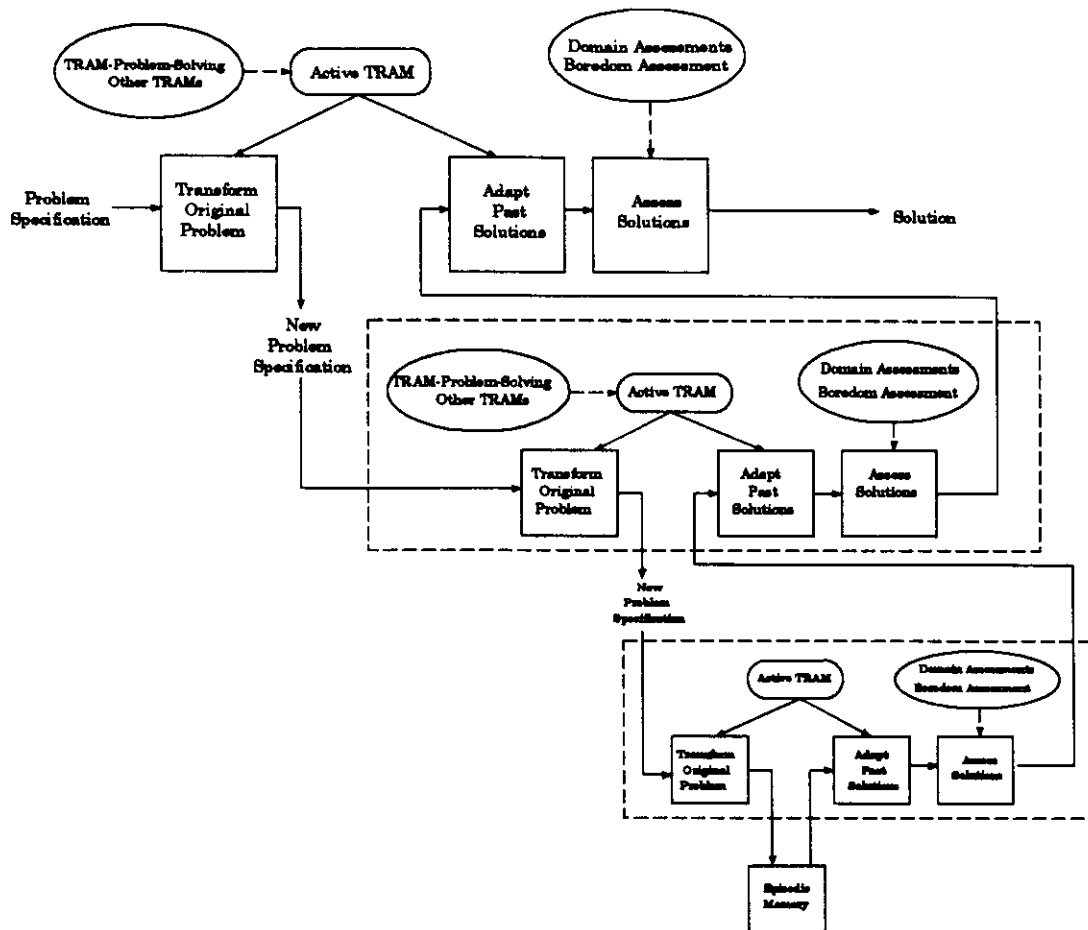 TRAM-Problem-Solving
Other TRAMs
Active TRAM
Domain Assessments
Boredom Assessment
Problem
Specification
Transform
Original
Problem
Adapt
Past
Solutions
Assess
Solutions
Solution
New
Problem
Specification
TRAM-Problem-Solving
Other TRAMs
Active TRAM
Domain Assessments
Boredom Assessment
Transform
Original
Problem
Adapt
Past
Solutions
Assess
Solutions
New
Problem
Specification
Active TRAM
Domain Assessments
Boredom Assessment
Transform
Original
Problem
Adapt
Past
Solutions
Assess
Solutions
Episodic
Memory